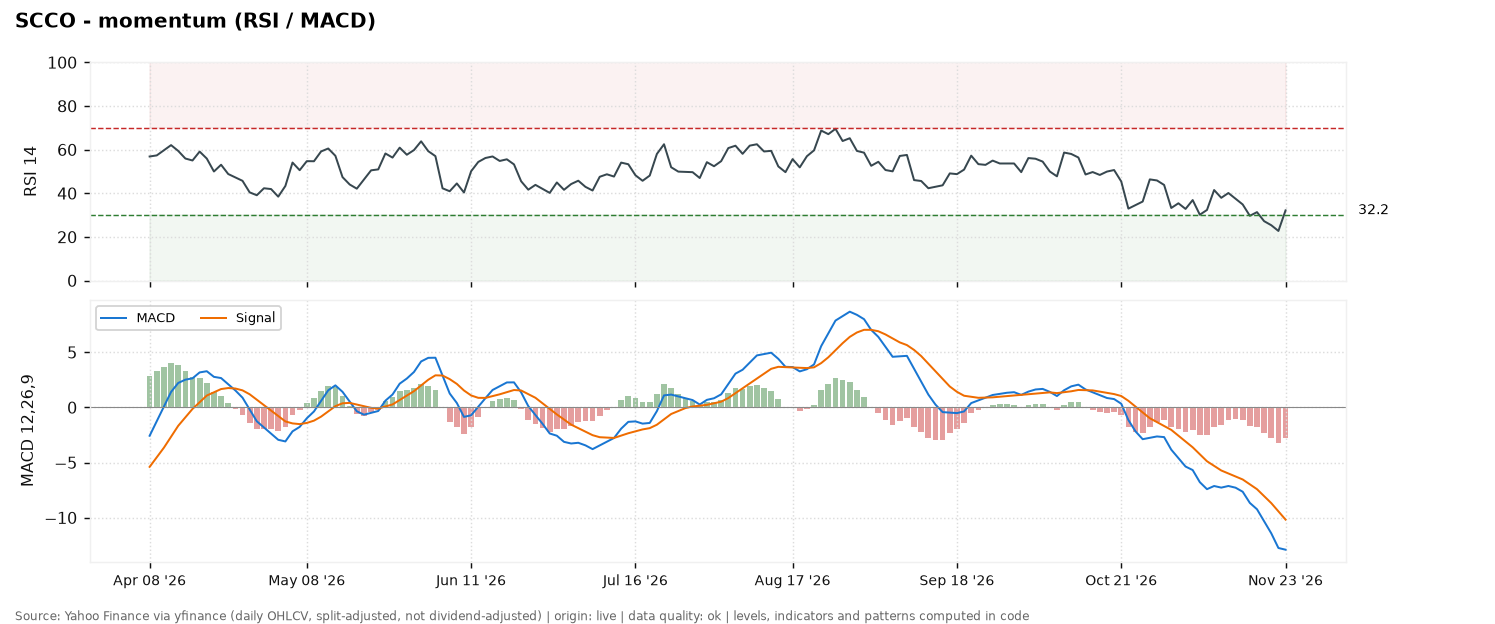 SCCO - momentum (RSI / MACD)
100
80
60
40
20
0
RSI 14
32.2
MACD
Signal
5
0
−5
−10
MACD 12,26,9
Apr 08 '26
May 08 '26
Jun 11 '26
Jul 16 '26
Aug 17 '26
Sep 18 '26
Oct 21 '26
Nov 23 '26
Source: Yahoo Finance via yfinance (daily OHLCV, split-adjusted, not dividend-adjusted) | origin: live | data quality: ok | levels, indicators and patterns computed in code